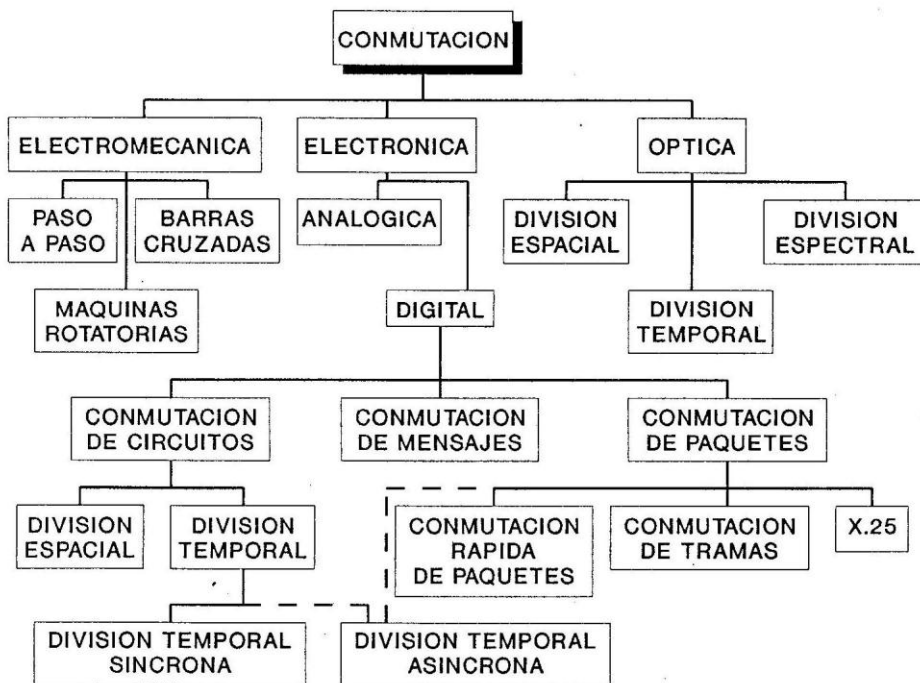 CONMUTACION
ELECTROMECANICA
ELECTRÓNICA
OPTICA
PASO
A PASO
BARRAS
CRUZADAS
ANALOGICA
DIVISION
ESPACIAL
DIVISION
ESPECTRAL
MAQUINAS
ROTATORIAS
DIGITAL
DIVISION
TEMPORAL
CONMUTACION
DE CIRCUITOS
CONMUTACION
DE MENSAJES
CONMUTACION
DE PAQUETES
DIVISION
ESPACIAL
DIVISION
TEMPORAL
CONMUTACION
RAPIDA
DE PAQUETES
CONMUTACION
DE TRAMAS
X.25
DIVISION TEMPORAL
SINCRONA
DIVISION TEMPORAL
ASINCRONA